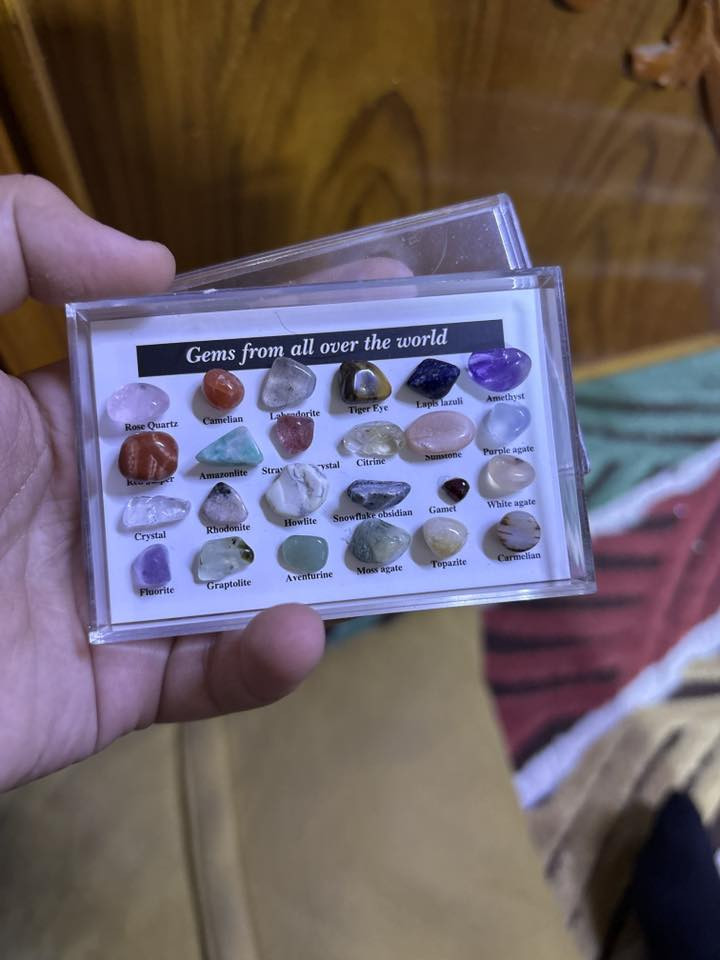 Gems from all over the world
Rose Quartz Camelian Labradorite Tiger Eye Lapis lazuli Amethyst
Amazonlite Citrine Sunstone Purple agate
Crystal Rhodonite Howlite Snowflake obsidian Gamet White agate
Fluorite Graptolite Aventurine Moss agate Topazite Carmelian